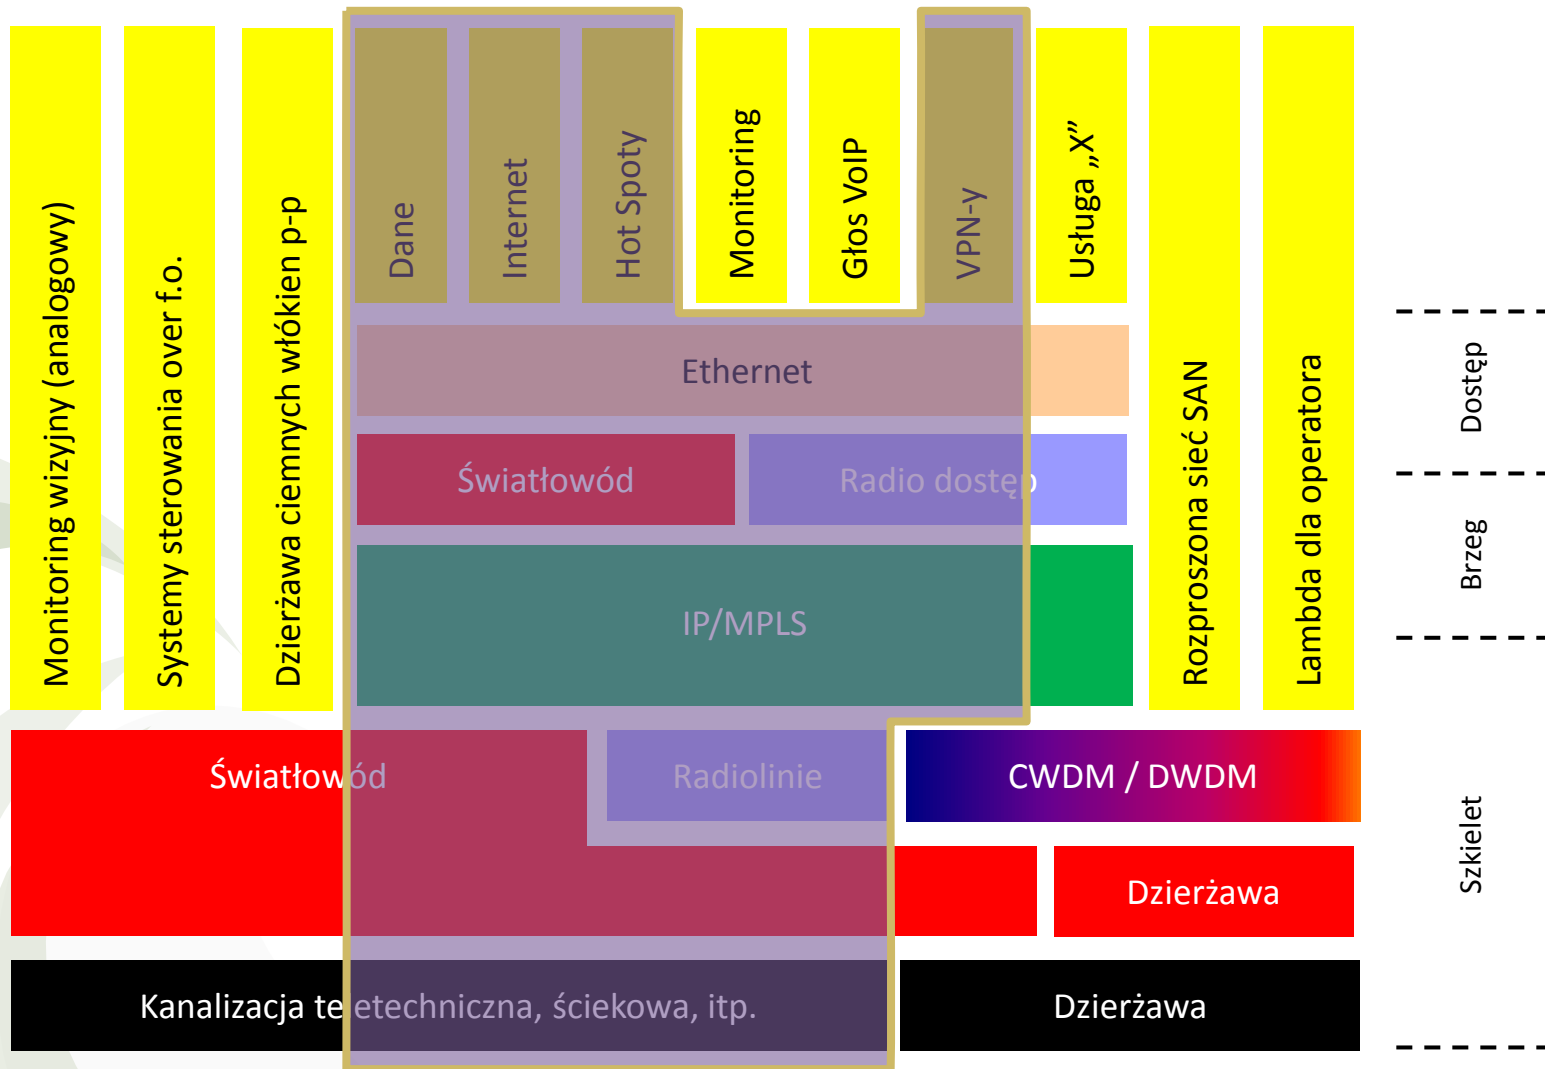 Monitoring wizyjny (analogowy)
Systemy sterowania over f.o.
Dzierżawa ciemnych włókien p-p
Dane
Internet
Hot Spoty
Monitoring
Głos VoIP
VPN-y
Usługa „X”
Rozproszona sieć SAN
Lambda dla operatora
Ethernet
Dostęp
Światłowód
Radio dostęp
Brzeg
IP/MPLS
Światłowód
Radiolinie
CWDM / DWDM
Szkielet
Dzierżawa
Kanalizacja teletechniczna, ściekowa, itp.
Dzierżawa